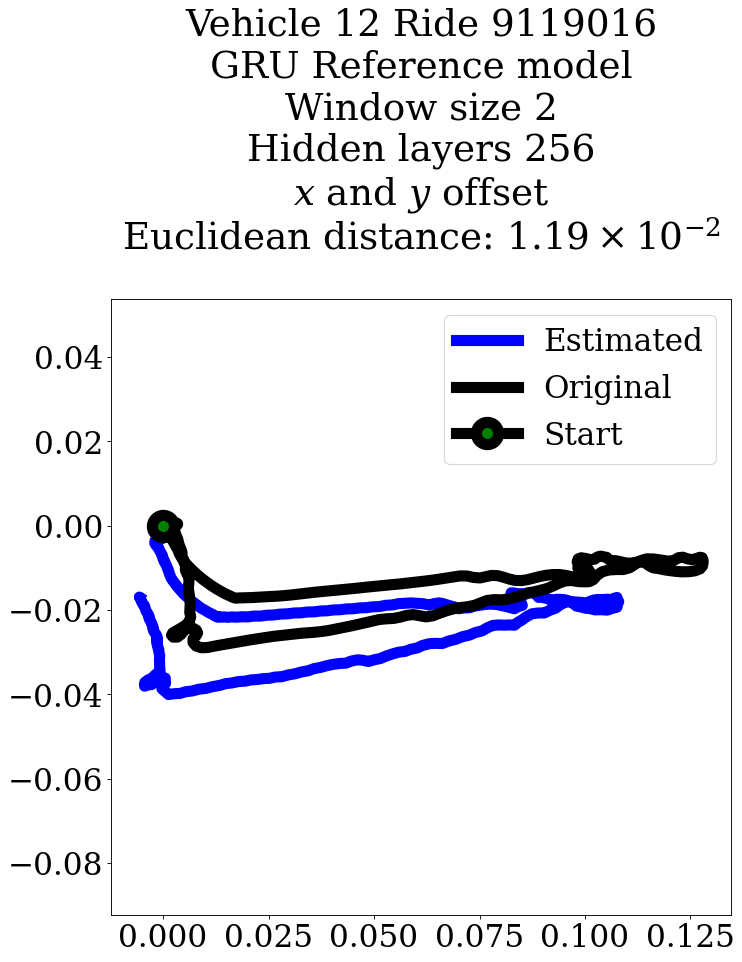 Vehicle 12 Ride 9119016
GRU Reference model
Window size 2
Hidden layers 256
x and y offset
Euclidean distance: 1.19 × 10⁻²
Estimated
Original
Start
0.04
0.02
0.00
−0.02
−0.04
−0.06
−0.08
0.000 0.025 0.050 0.075 0.100 0.125